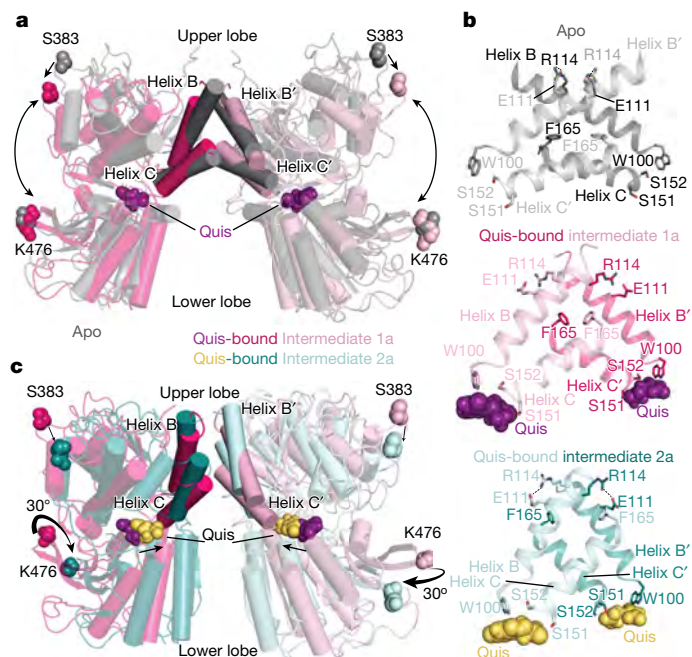 a
S383
Upper lobe
S383
Helix B
Helix B′
Helix C
Helix C′
K476
Quis
K476
Apo
Lower lobe
Quis-bound Intermediate 1a
Quis-bound Intermediate 2a
c
S383
Upper lobe
Helix B′
S383
Helix B
30º
Helix C
Helix C′
Quis
K476
K476
30º
Lower lobe
b
Apo
Helix B
R114
R114
Helix B′
E111
E111
F165
F165
W100
W100
S152
S152
S151
Helix C
S151
Helix C′
Quis-bound intermediate 1a
R114
R114
E111
E111
Helix B
Helix B′
F165
F165
W100
W100
S152
S152
Helix C
Helix C′
S151
S151
Quis
Quis
Quis-bound intermediate 2a
R114
R114
E111
E111
F165
F165
Helix B′
Helix C
Helix C′
S152
S151
W100
W100
S152
S151
Quis
Quis